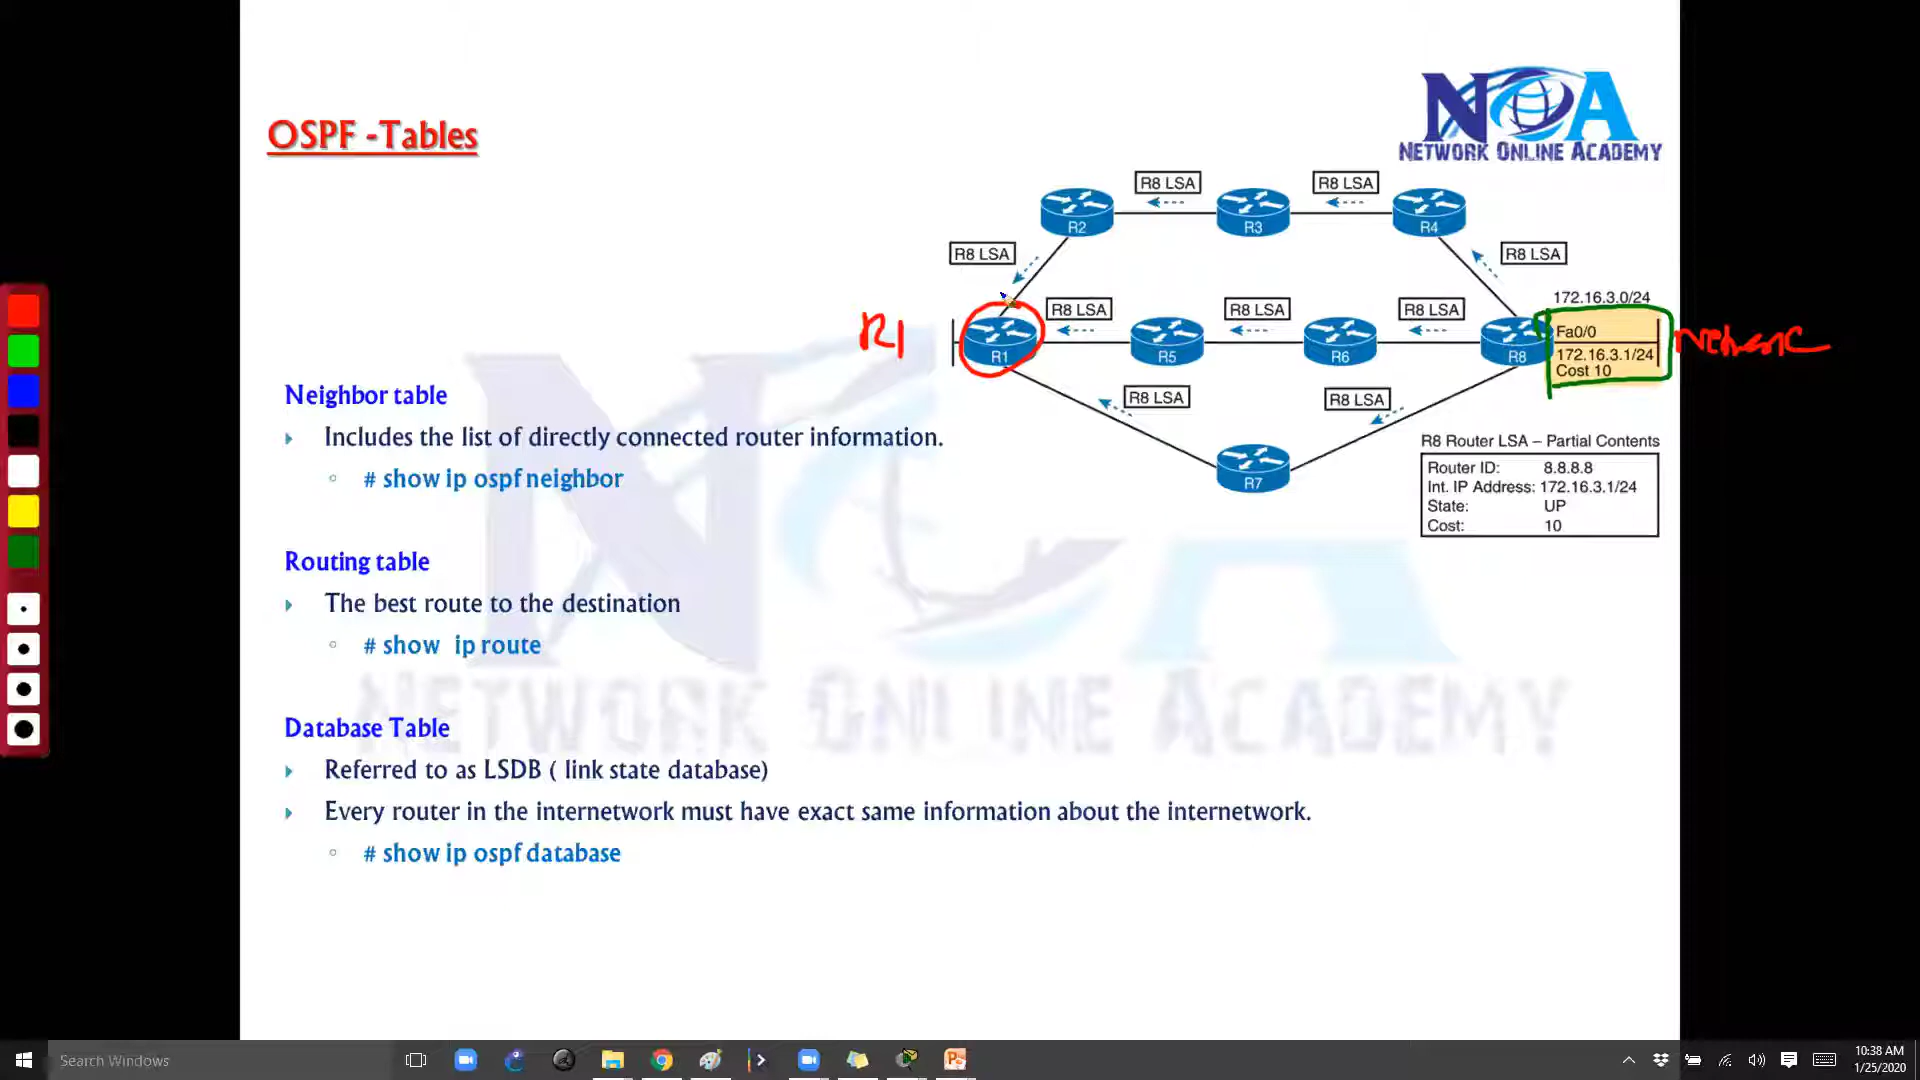 OSPF -Tables
NOA
NETWORK ONLINE ACADEMY
R8 LSA
R8 LSA
R2
R3
R4
R8 LSA
R8 LSA
172.16.3.0/24
R1
R8 LSA
R8 LSA
R8 LSA
Fa0/0
R1
R5
R6
R8
172.16.3.1/24
Cost 10
R8 LSA
R8 LSA
R7
R8 Router LSA – Partial Contents
Router ID: 8.8.8.8
Int. IP Address: 172.16.3.1/24
State: UP
Cost: 10
Neighbor table
Includes the list of directly connected router information.
# show ip ospf neighbor
Routing table
The best route to the destination
# show ip route
Database Table
Referred to as LSDB ( link state database)
Every router in the internetwork must have exact same information about the internetwork.
# show ip ospf database
NETWORK ONLINE ACADEMY
Search Windows
10:38 AM
1/25/2020